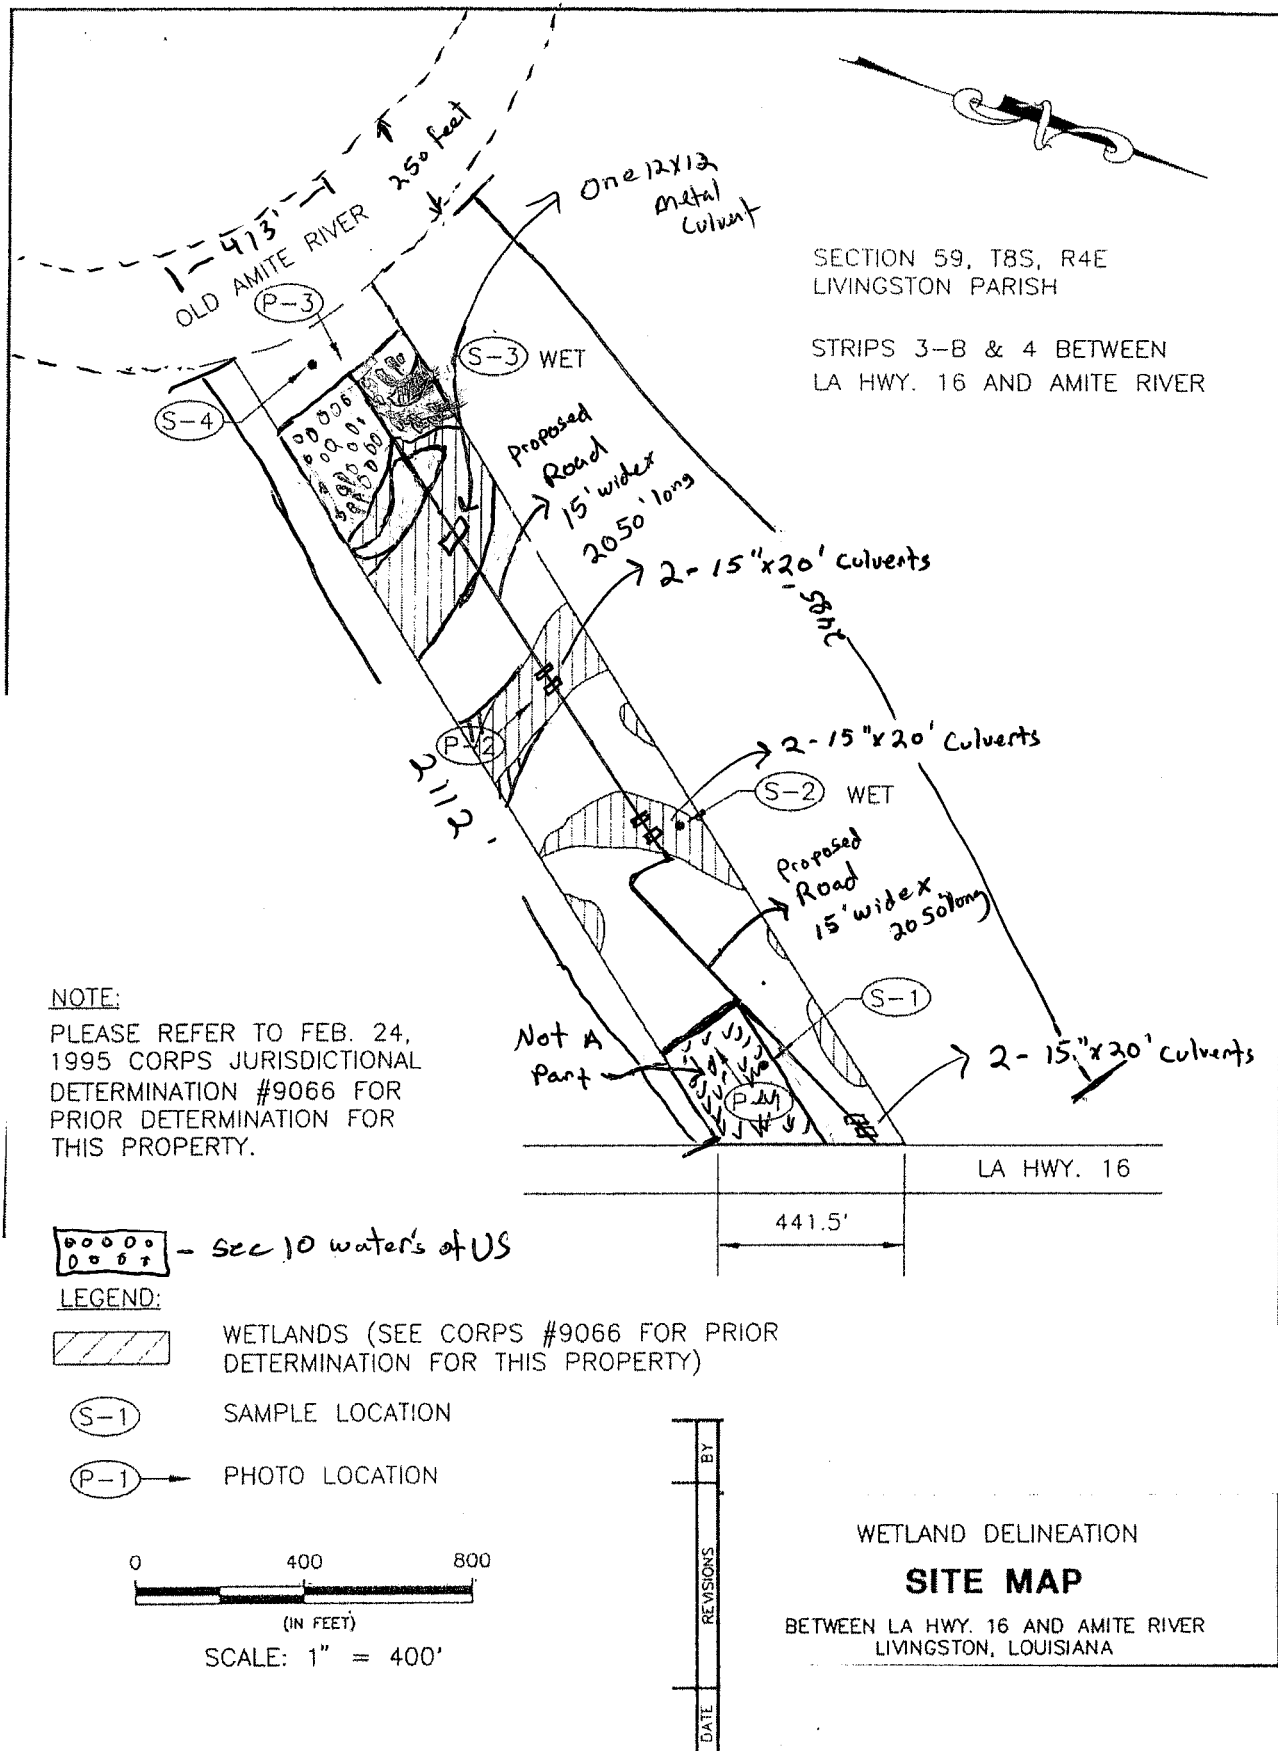 250 feet
1-413'-1
OLD AMITE RIVER
One 12x12
metal
Culvert
SECTION 59, T8S, R4E
LIVINGSTON PARISH
STRIPS 3-B & 4 BETWEEN
LA HWY. 16 AND AMITE RIVER
P-3
S-3 WET
S-4
proposed
Road
15' wide x
2050' long
2-15"x20' culverts
2485'
P-2
2112'
2-15"x20' culverts
S-2 WET
proposed
Road
15' wide x
2050' long
S-1
NOTE:
PLEASE REFER TO FEB. 24,
1995 CORPS JURISDICTIONAL
DETERMINATION #9066 FOR
PRIOR DETERMINATION FOR
THIS PROPERTY.
Not A
Part
P-1
2-15"x20' culverts
LA HWY. 16
441.5'
- Sec 10 water's of US
LEGEND:
WETLANDS (SEE CORPS #9066 FOR PRIOR
DETERMINATION FOR THIS PROPERTY)
S-1 SAMPLE LOCATION
P-1 PHOTO LOCATION
0 400 800
(IN FEET)
SCALE: 1" = 400'
BY
REVISIONS
DATE
WETLAND DELINEATION
SITE MAP
BETWEEN LA HWY. 16 AND AMITE RIVER
LIVINGSTON, LOUISIANA